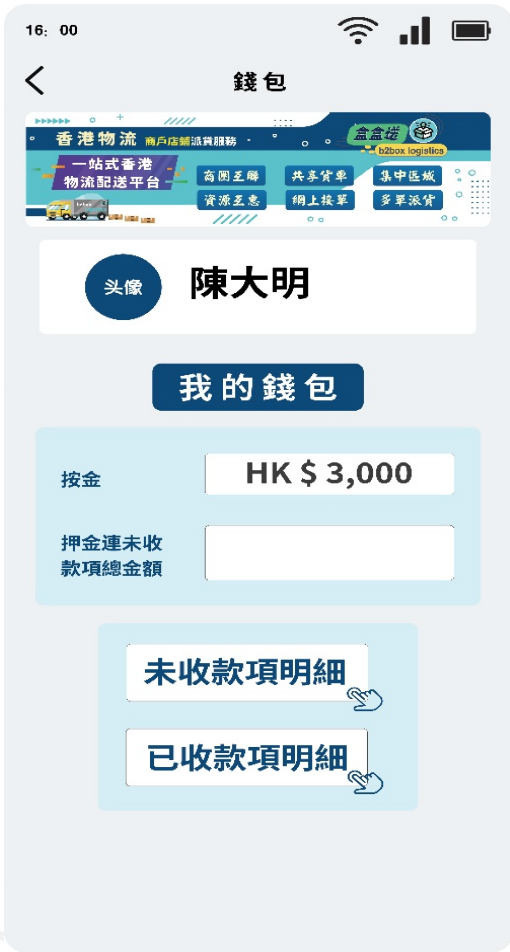 16: 00
錢包
香港物流 商戶店舖派貨服務
盒盒送
b2box logistics
一站式香港
物流配送平台
商圈互聯 共享貨車 集中區域
資源互惠 網上接單 多單派貨
头像
陳大明
我的錢包
按金
HK $ 3,000
押金連未收
款項總金額
未收款項明細
已收款項明細